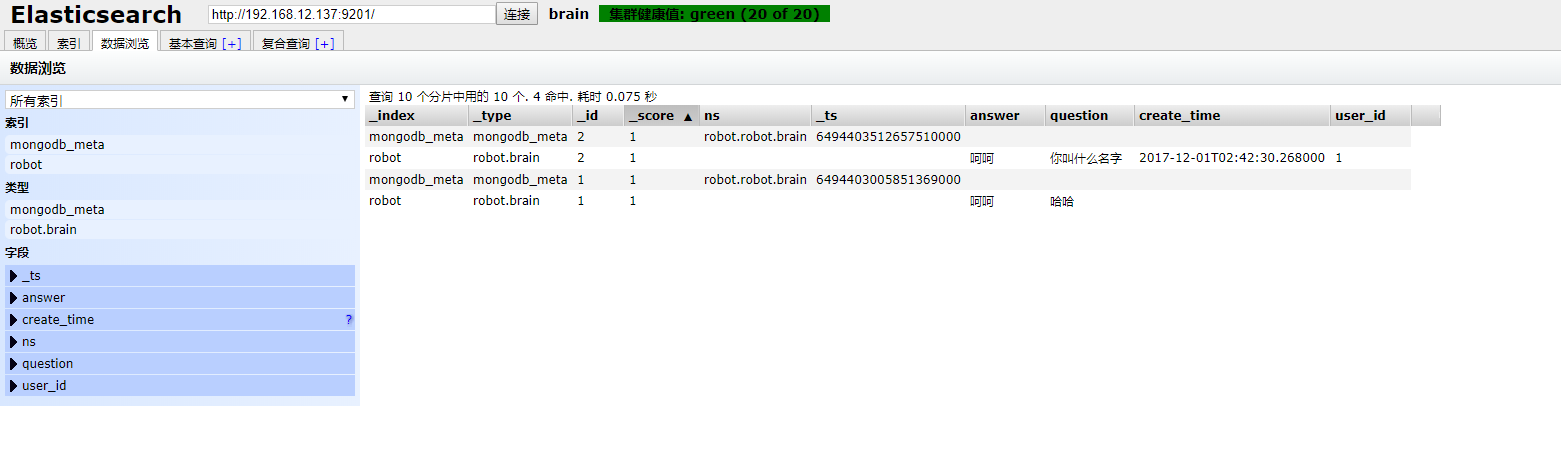 Elasticsearch http://192.168.12.137:9201/ 连接 brain 集群健康值: green (20 of 20)
概览 索引 数据浏览 基本查询 [+] 复合查询 [+]
数据浏览
所有索引
索引
mongodb_meta
robot
类型
mongodb_meta
robot.brain
字段
_ts
answer
create_time ?
ns
question
user_id
查询 10 个分片中用的 10 个. 4 命中. 耗时 0.075 秒
_index _type _id _score ▲ ns _ts answer question create_time user_id
mongodb_meta mongodb_meta 2 1 robot.robot.brain 6494403512657510000
robot robot.brain 2 1 呵呵 你叫什么名字 2017-12-01T02:42:30.268000 1
mongodb_meta mongodb_meta 1 1 robot.robot.brain 6494403005851369000
robot robot.brain 1 1 呵呵 哈哈